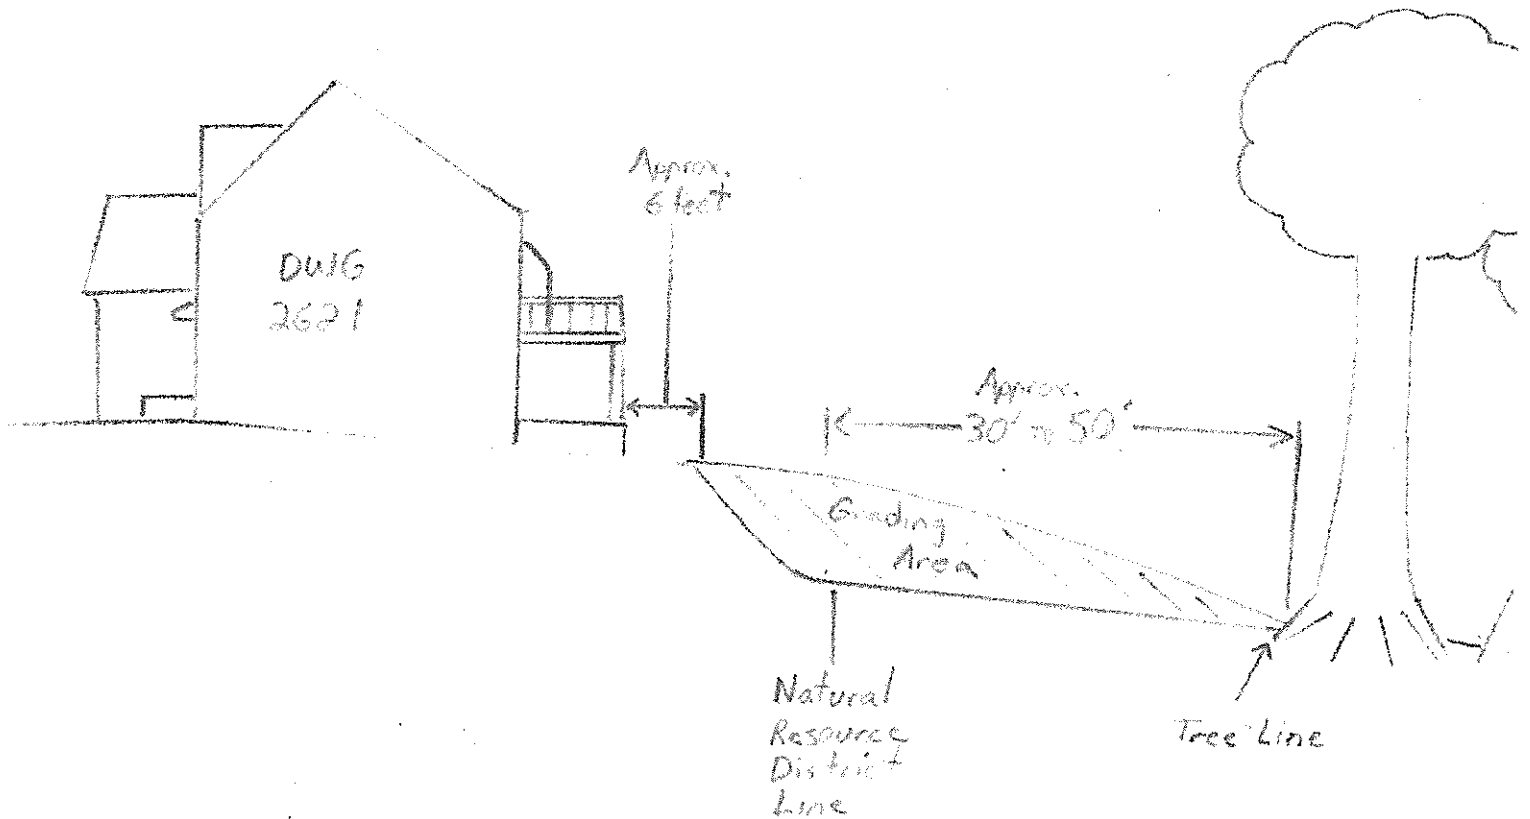 DWG
2621
Approx.
6 feet
Approx.
30' to 50'
Grading
Area
Natural
Resource
District
Line
Tree Line